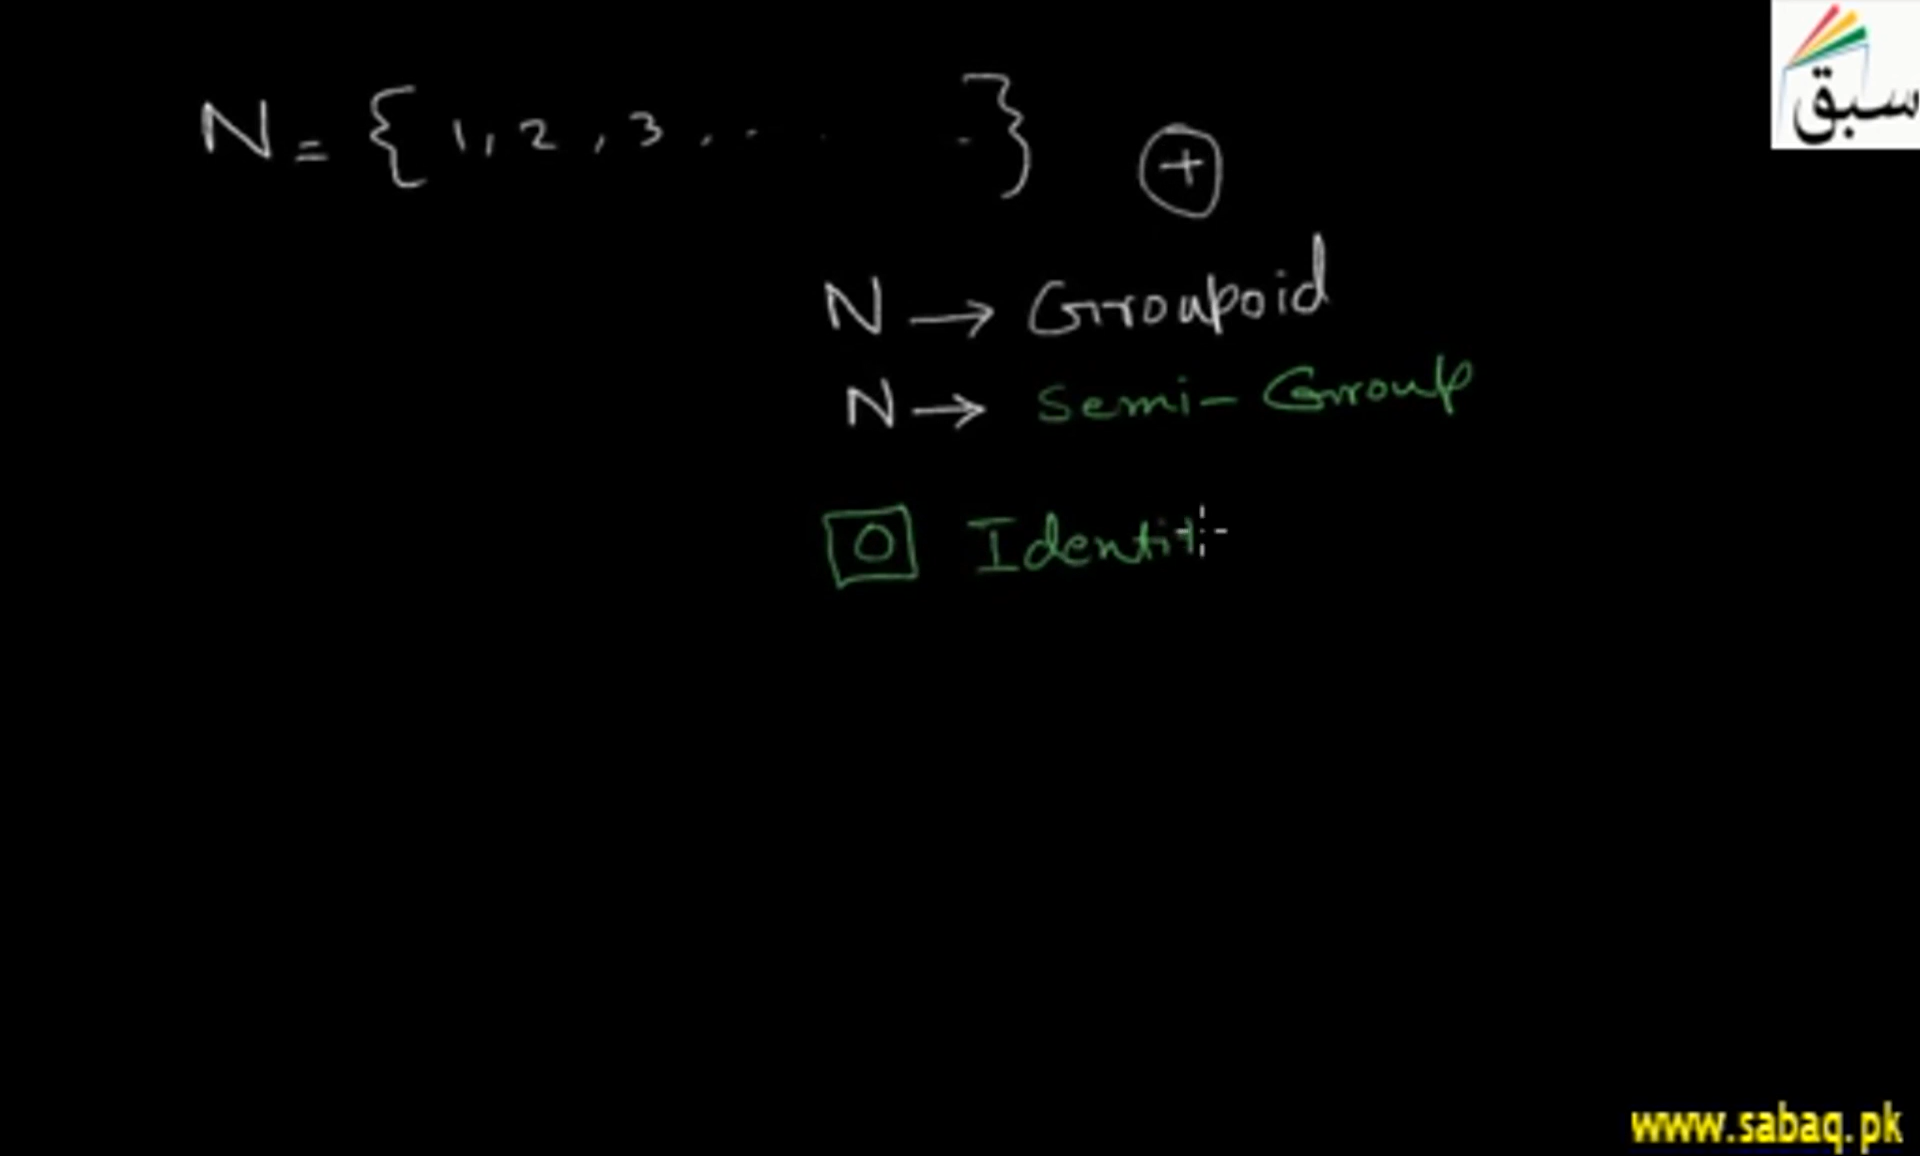 سبق
N = { 1, 2, 3, . . . . . } +
N → Groupoid
N → Semi-Group
0 Identit
www.sabaq.pk